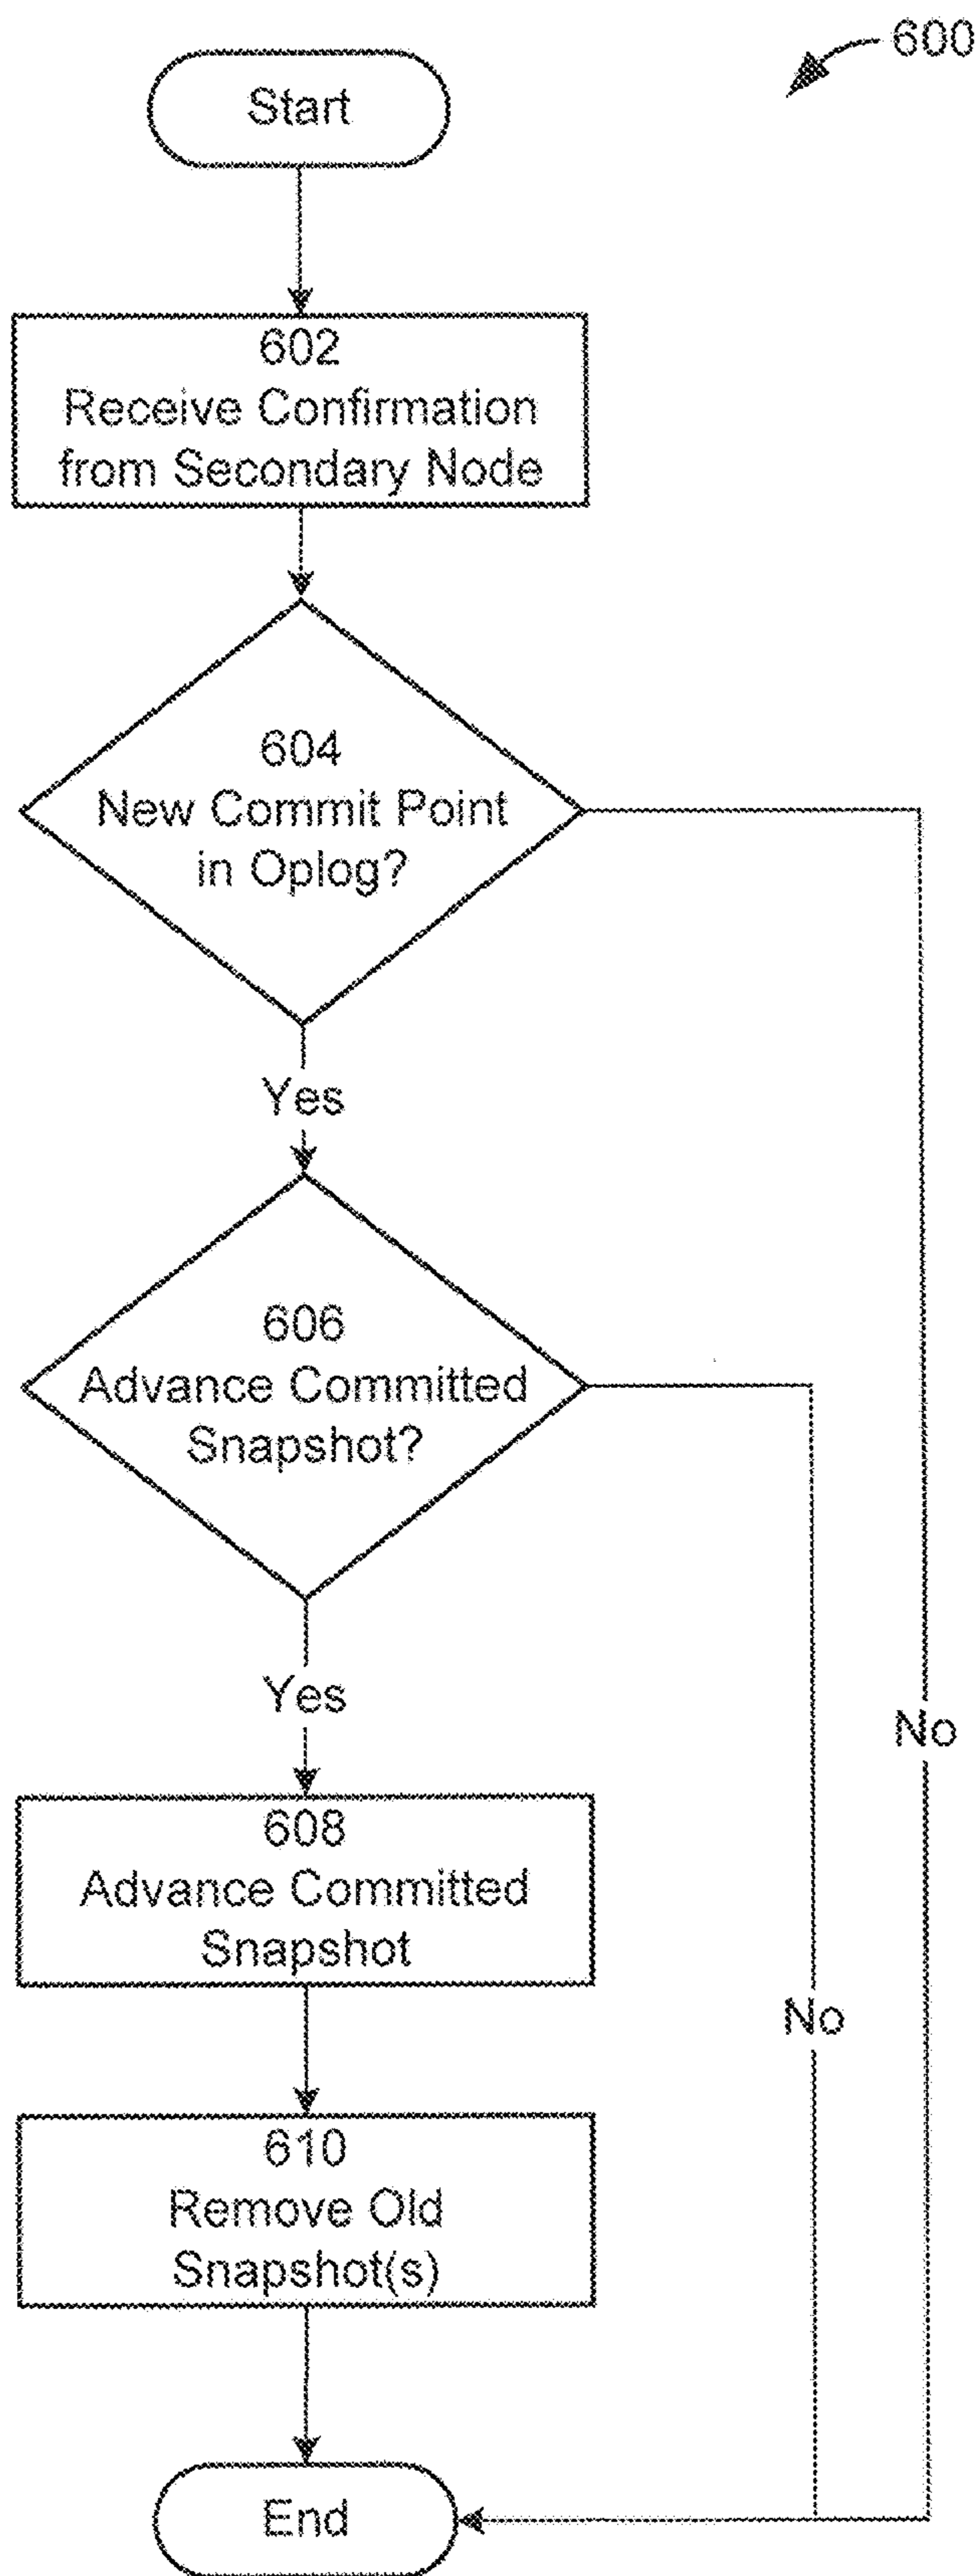 600
Start
602
Receive Confirmation
from Secondary Node
604
New Commit Point
in Oplog?
Yes
606
Advance Committed
Snapshot?
Yes
No
608
Advance Committed
Snapshot
No
610
Remove Old
Snapshot(s)
End